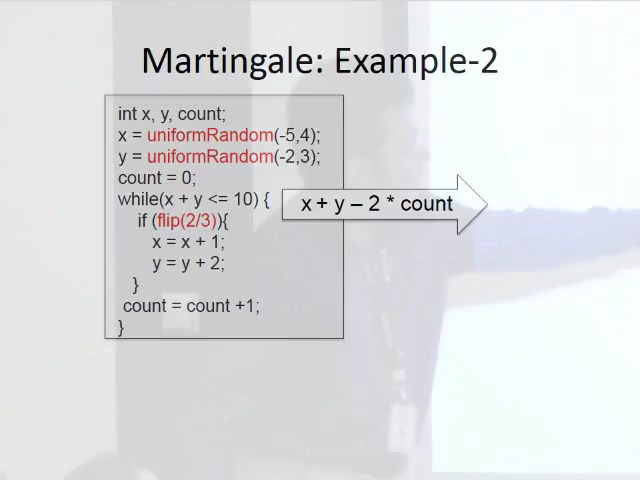 Martingale: Example-2
int x, y, count;
x = uniformRandom(-5,4);
y = uniformRandom(-2,3);
count = 0;
while(x + y <= 10) {
if (flip(2/3)){
x = x + 1;
y = y + 2;
}
count = count +1;
}
x + y – 2 * count